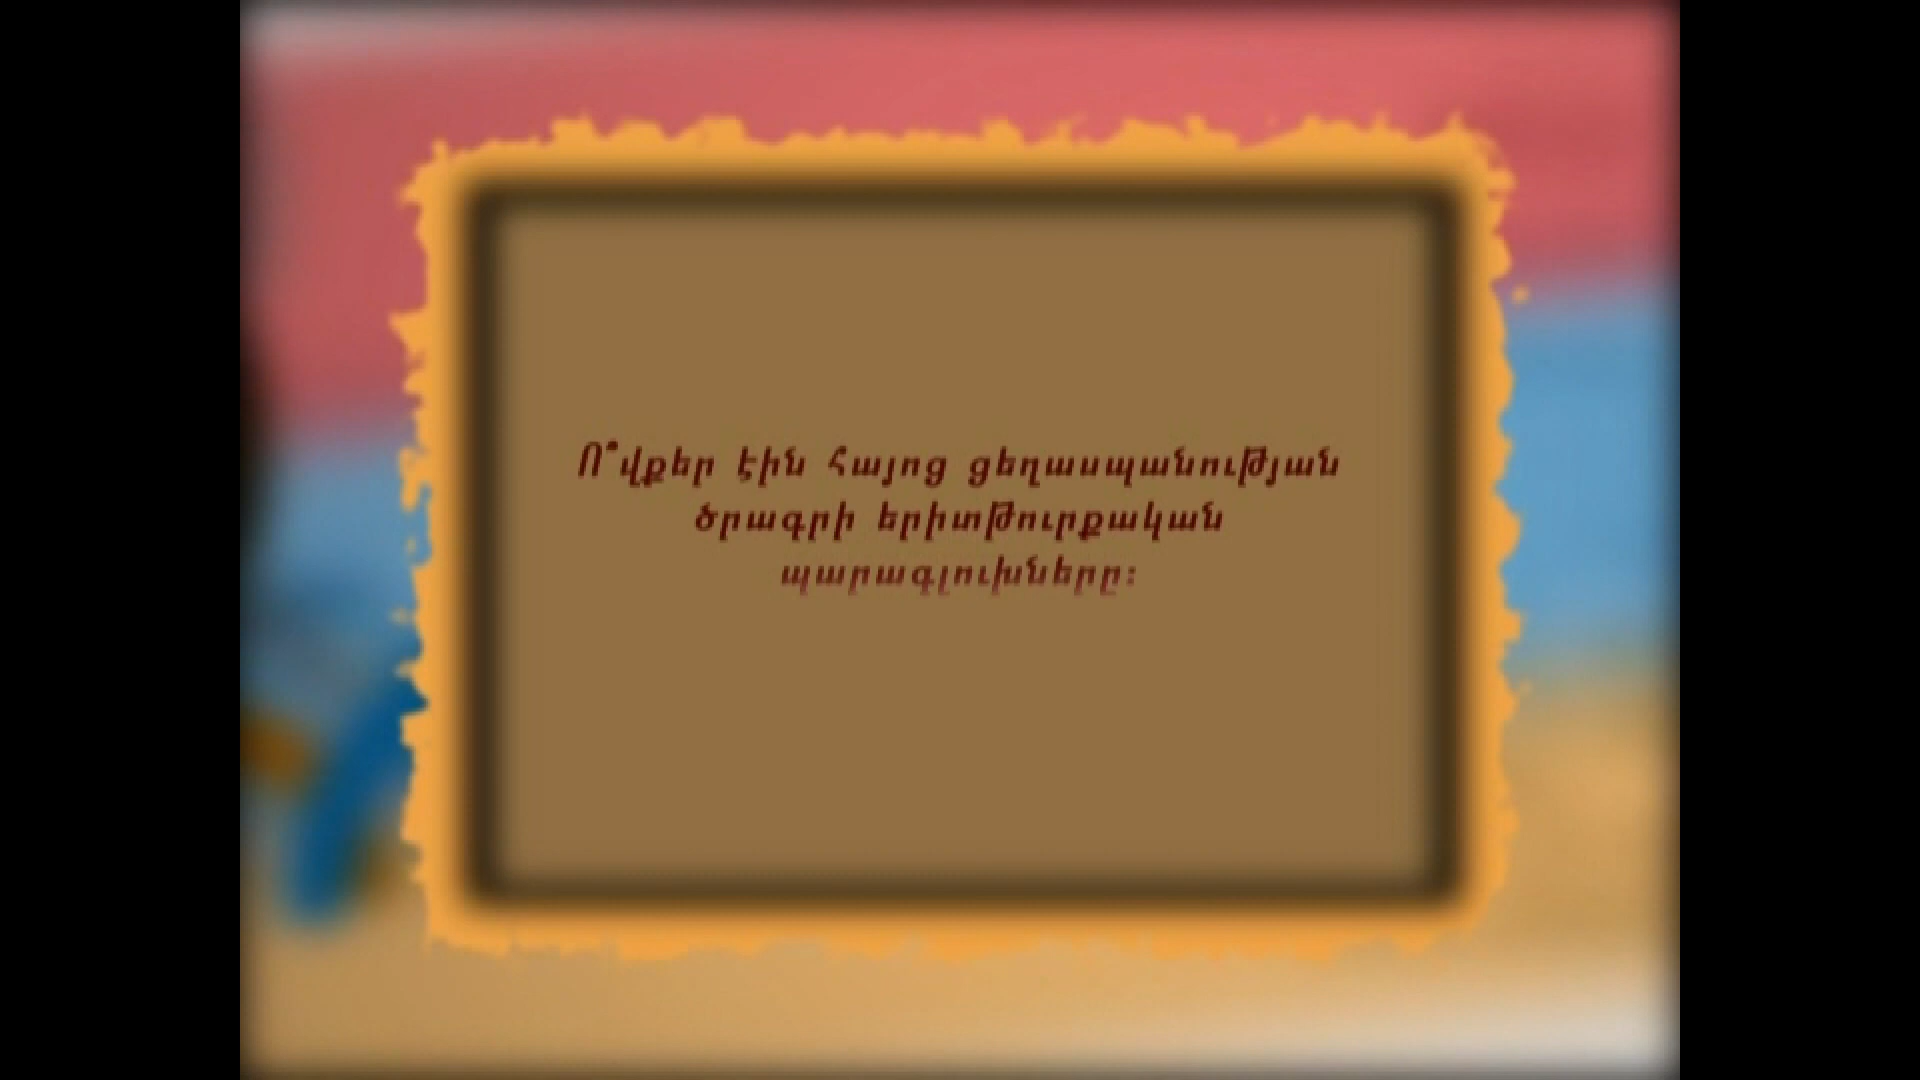 Ո՞վքեր էին Հայոց ցեղասպանության
ծրագրի երիտթուրքական
պարագլուխները։